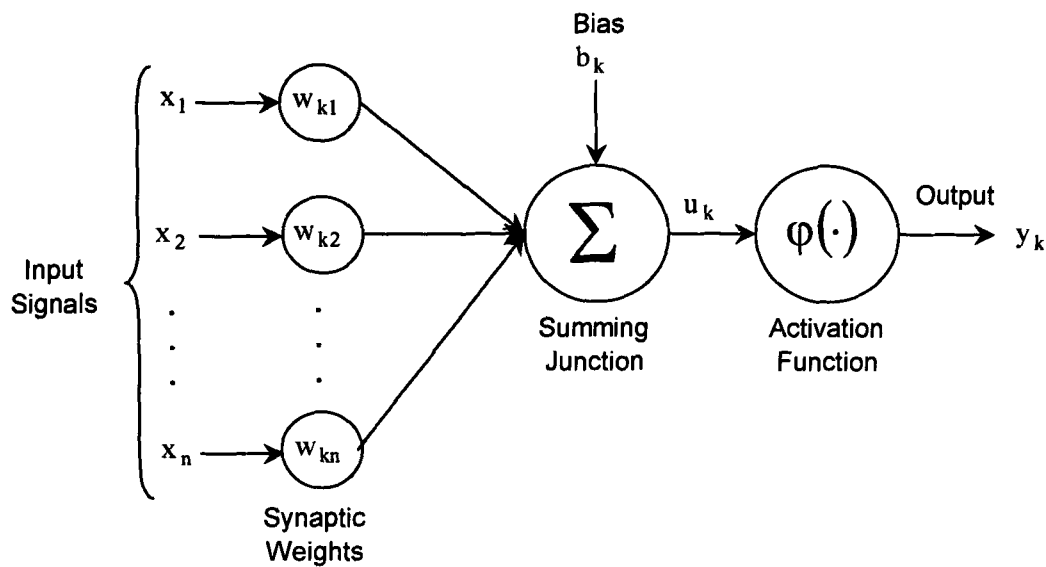 Bias
b_k
x_1
w_k1
x_2
w_k2
Input
Signals
x_n
w_kn
Synaptic
Weights
Σ
Summing
Junction
u_k
φ(·)
Activation
Function
Output
y_k